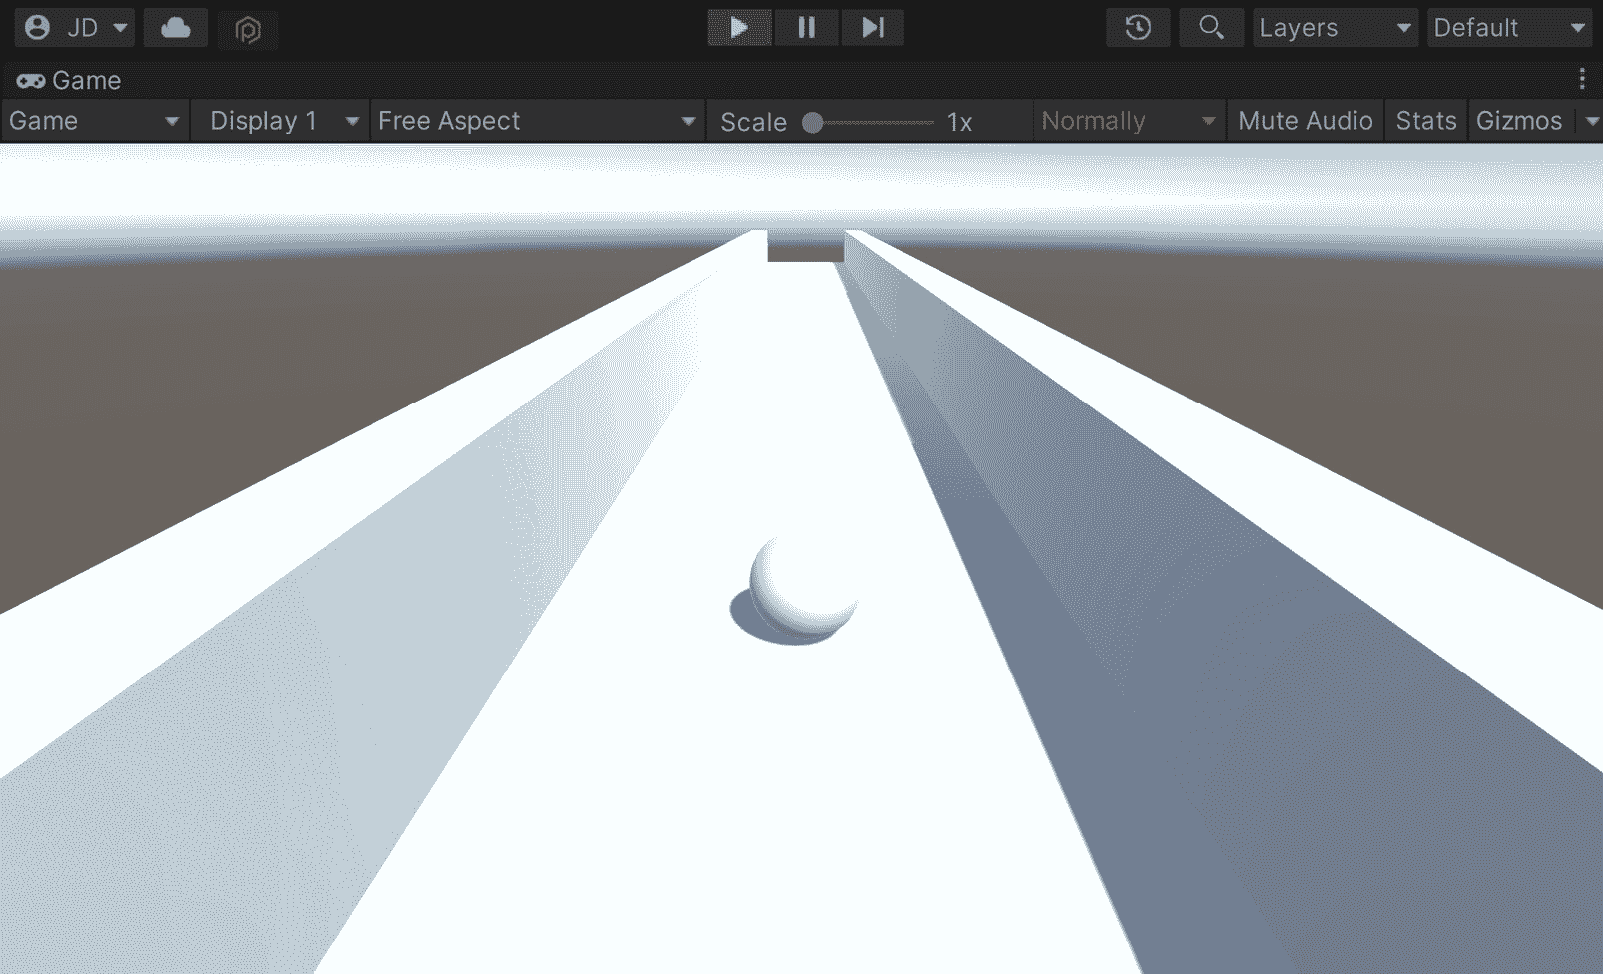 JD Layers Default
Game
Game Display 1 Free Aspect Scale 1x Normally Mute Audio Stats Gizmos